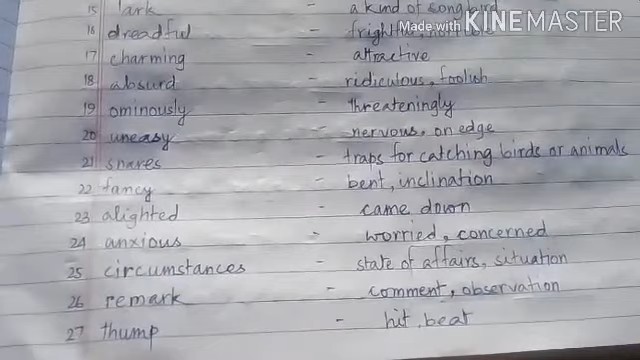 15 lark - a kind of song bird
Made with KINEMASTER
16 dreadful - frightful
17 charming - attractive
18 absurd - ridiculous, foolish
19 ominously - threateningly
20 uneasy - nervous, on edge
21 snares - traps for catching birds or animals
22 fancy - bent, inclination
23 alighted - came down
24 anxious - worried, concerned
25 circumstances - state of affairs, situation
26 remark - comment, observation
27 thump - hit, beat